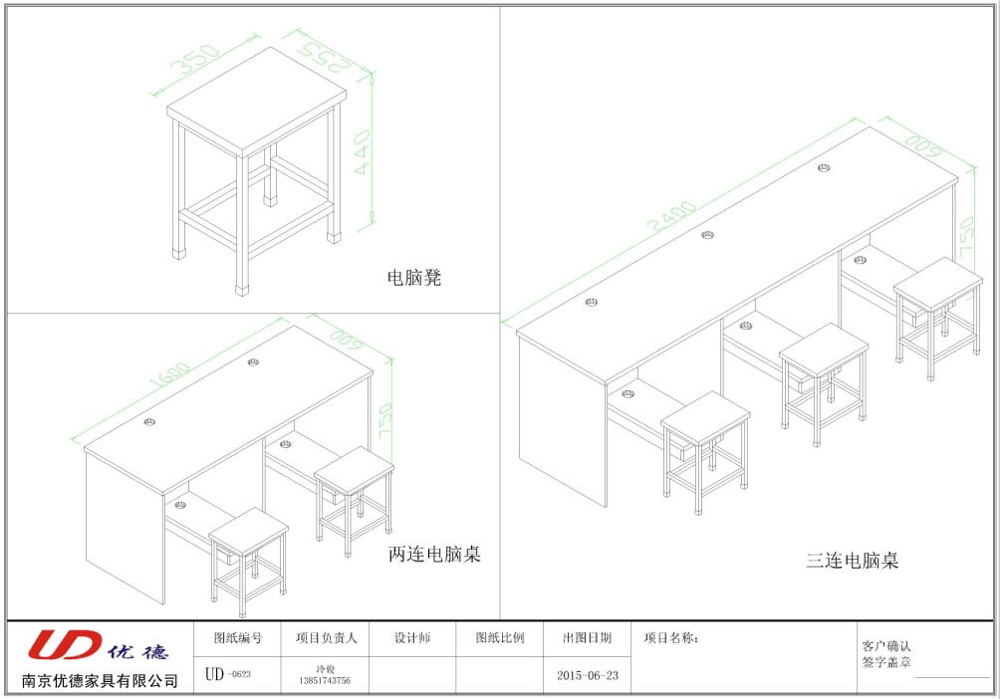 350
255
440
电脑凳
1600
600
750
两连电脑桌
2400
600
750
三连电脑桌
UD 优德
南京优德家具有限公司
图纸编号
UD -0623
项目负责人
冷俊
13851743756
设计师
图纸比例
出图日期
2015-06-23
项目名称:
客户确认
签字盖章